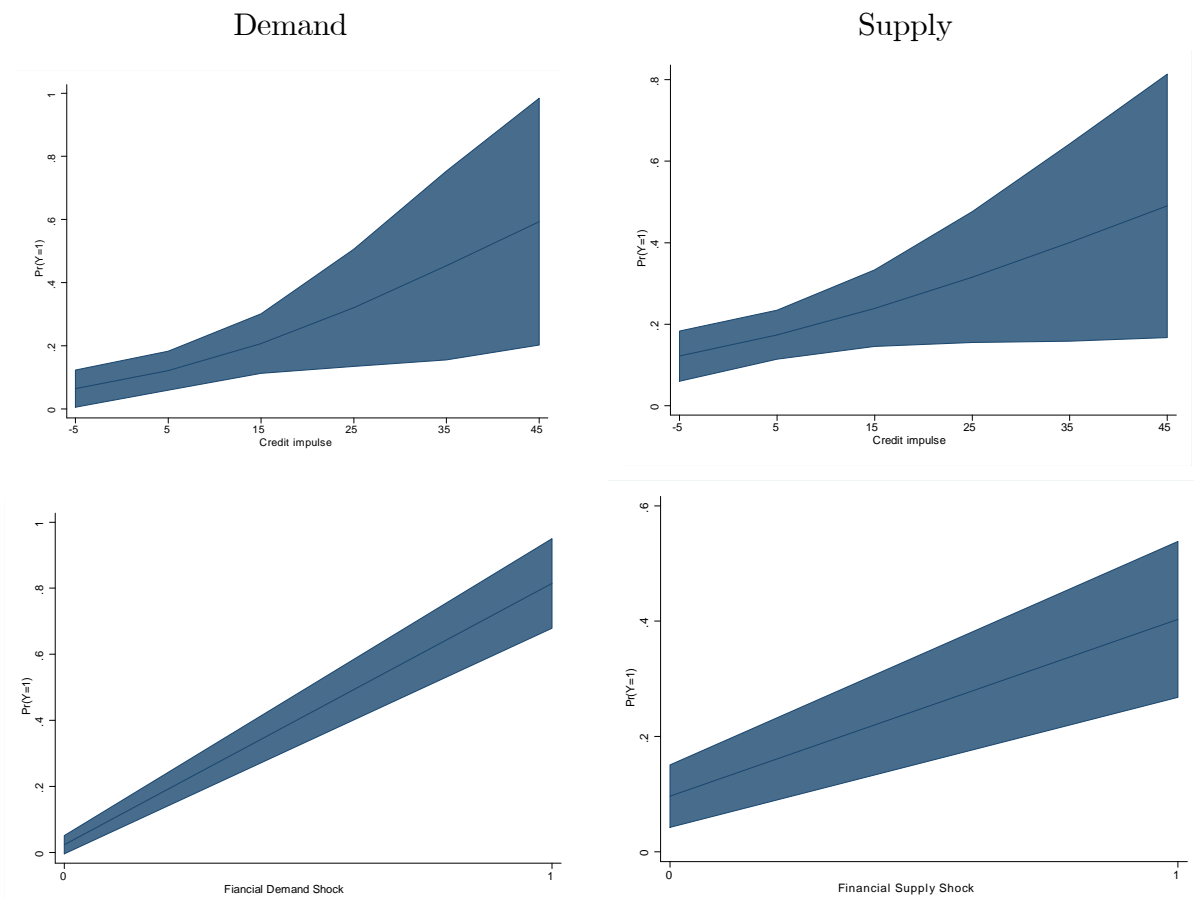 Demand
Supply
Pr(Y=1)
0 .2 .4 .6 .8 1
-5 5 15 25 35 45
Credit impulse
Pr(Y=1)
0 .2 .4 .6 .8
-5 5 15 25 35 45
Credit impulse
Pr(Y=1)
0 .2 .4 .6 .8 1
0 1
Fiancial Demand Shock
Pr(Y=1)
0 .2 .4 .6
0 1
Financial Supply Shock